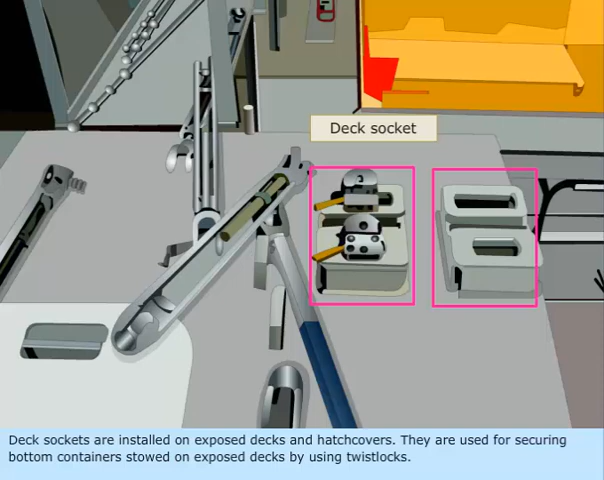 Deck socket
Deck sockets are installed on exposed decks and hatchcovers. They are used for securing
bottom containers stowed on exposed decks by using twistlocks.